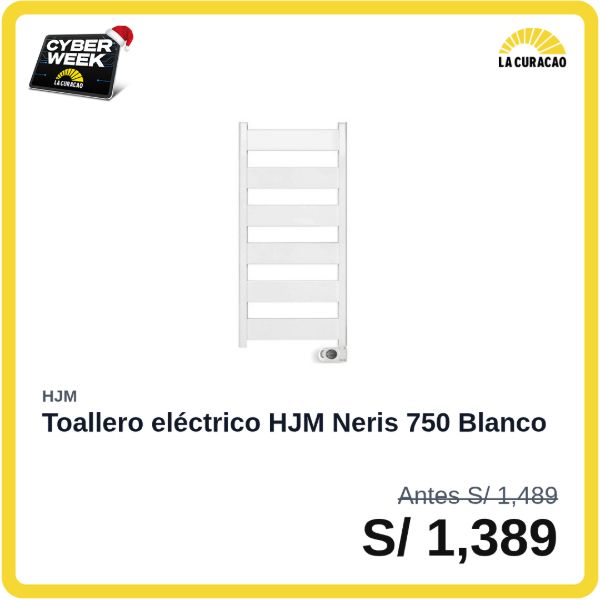 CYBER
WEEK
LA CURACAO
LA CURACAO
HJM
Toallero eléctrico HJM Neris 750 Blanco
Antes S/ 1,489
S/ 1,389